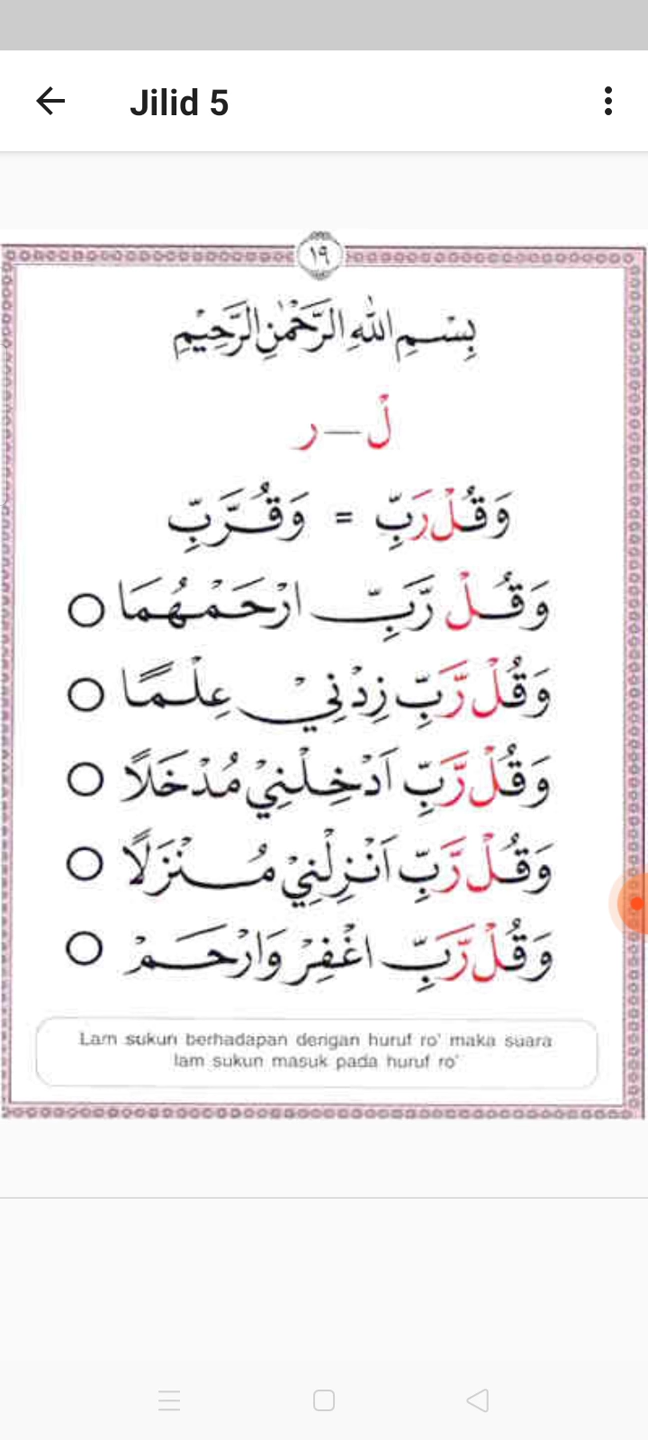 Jilid 5
١٩
بِسْمِ اللّٰهِ الرَّحْمٰنِ الرَّحِيْمِ
لْ — ر
وَقُلْ رَبِّ = وَقُرَّبِّ
وَقُلْ رَّبِّ ارْحَمْهُمَا ○
وَقُلْ رَّبِّ زِدْنِيْ عِلْمًا ○
وَقُلْ رَّبِّ اَدْخِلْنِيْ مُدْخَلًا ○
وَقُلْ رَّبِّ اَنْزِلْنِيْ مُنْزَلًا ○
وَقُلْ رَّبِّ اغْفِرْ وَارْحَمْ ○
Lam sukun berhadapan dengan huruf ro' maka suara
lam sukun masuk pada huruf ro'